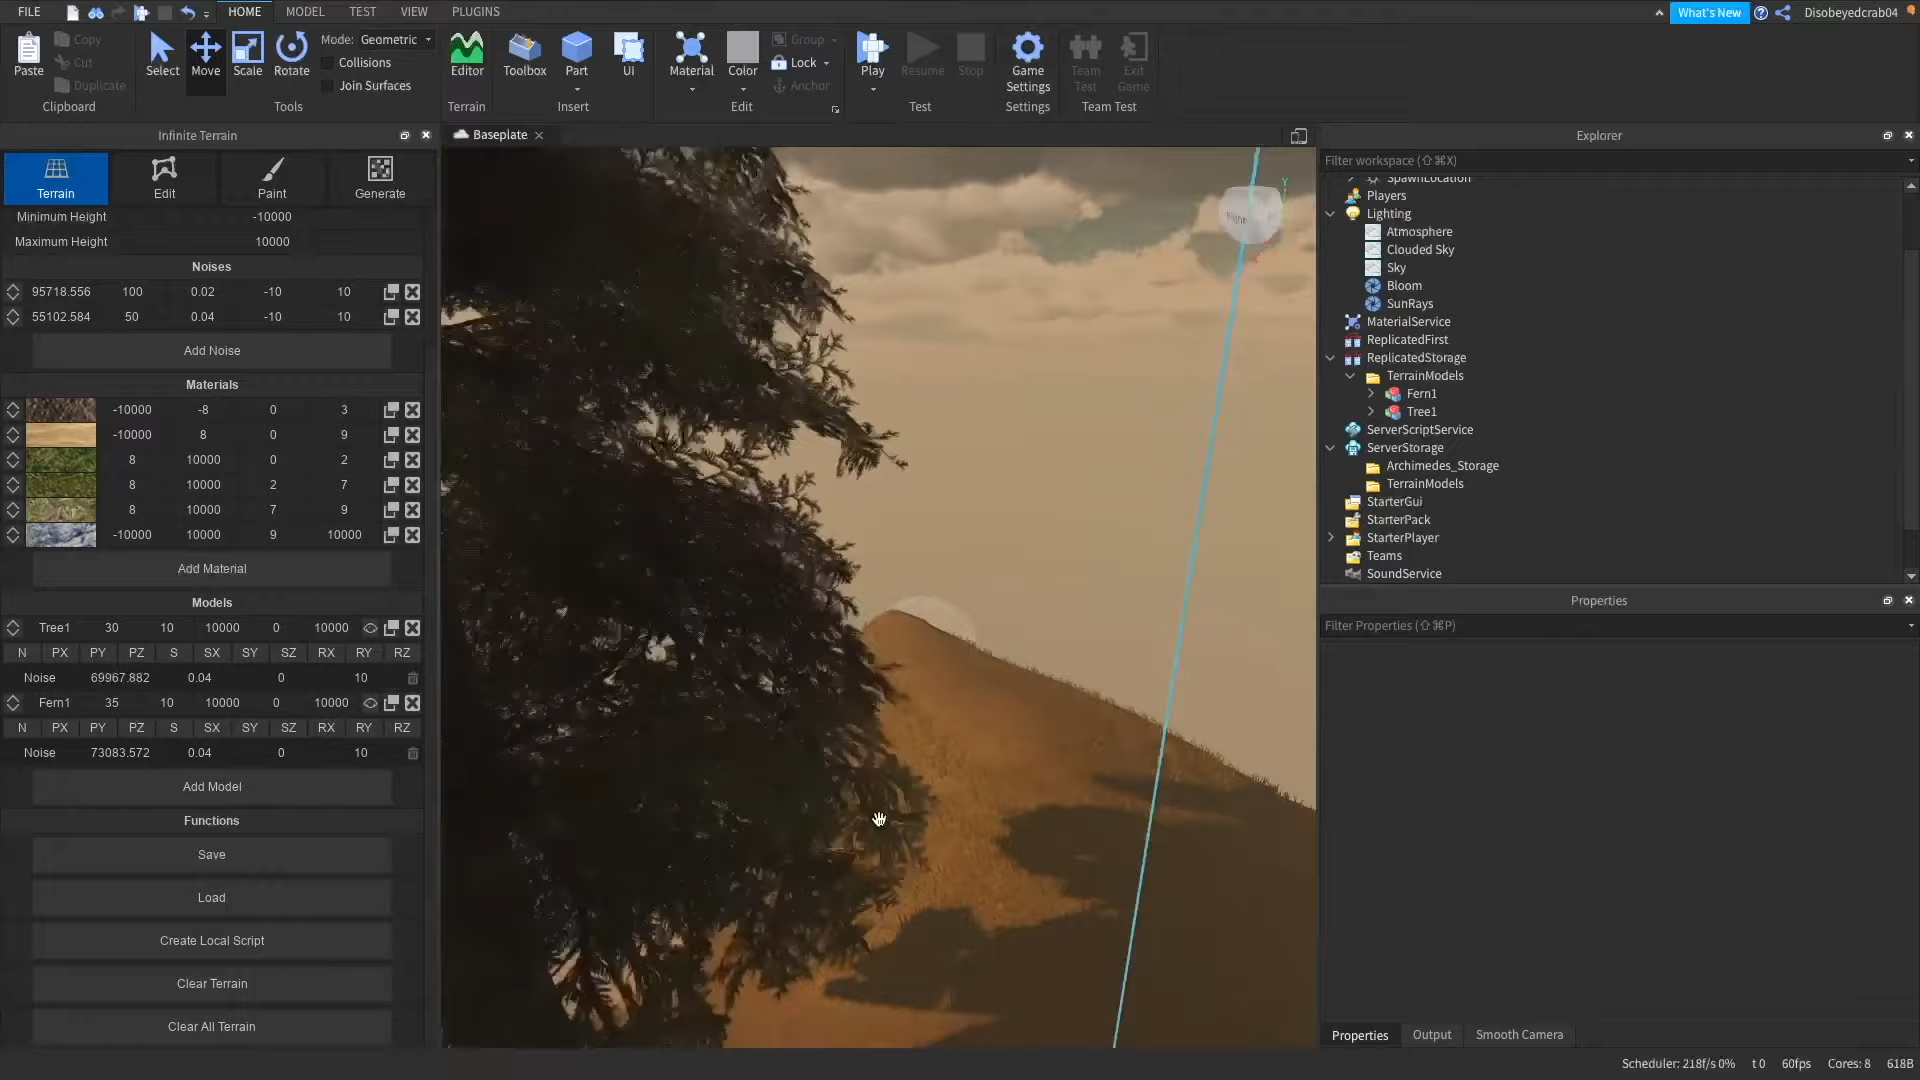 FILE HOME MODEL TEST VIEW PLUGINS What's New Disobeyedcrab04
Paste Copy Cut Duplicate Clipboard
Select Move Scale Rotate Mode: Geometric Collisions Join Surfaces Tools
Editor Terrain
Toolbox Part UI Insert
Material Color Group Lock Anchor Edit
Play Resume Stop Test
Game Settings Settings
Team Test Exit Game Team Test
Infinite Terrain
Terrain Edit Paint Generate
Minimum Height -10000
Maximum Height 10000
Noises
95718.556 100 0.02 -10 10
55102.584 50 0.04 -10 10
Add Noise
Materials
-10000 -8 0 3
-10000 8 0 9
8 10000 0 2
8 10000 2 7
8 10000 7 9
-10000 10000 9 10000
Add Material
Models
Tree1 30 10 10000 0 10000
N PX PY PZ S SX SY SZ RX RY RZ
Noise 69967.882 0.04 0 10
Fern1 35 10 10000 0 10000
N PX PY PZ S SX SY SZ RX RY RZ
Noise 73083.572 0.04 0 10
Add Model
Functions
Save
Load
Create Local Script
Clear Terrain
Clear All Terrain
Baseplate
Y
Explorer
Filter workspace (⇧⌘X)
SpawnLocation
Players
Lighting
Atmosphere
Clouded Sky
Sky
Bloom
SunRays
MaterialService
ReplicatedFirst
ReplicatedStorage
TerrainModels
Fern1
Tree1
ServerScriptService
ServerStorage
Archimedes_Storage
TerrainModels
StarterGui
StarterPack
StarterPlayer
Teams
SoundService
Properties
Filter Properties (⇧⌘P)
Properties Output Smooth Camera
Scheduler: 218f/s 0% t 0 60fps Cores: 8 618B